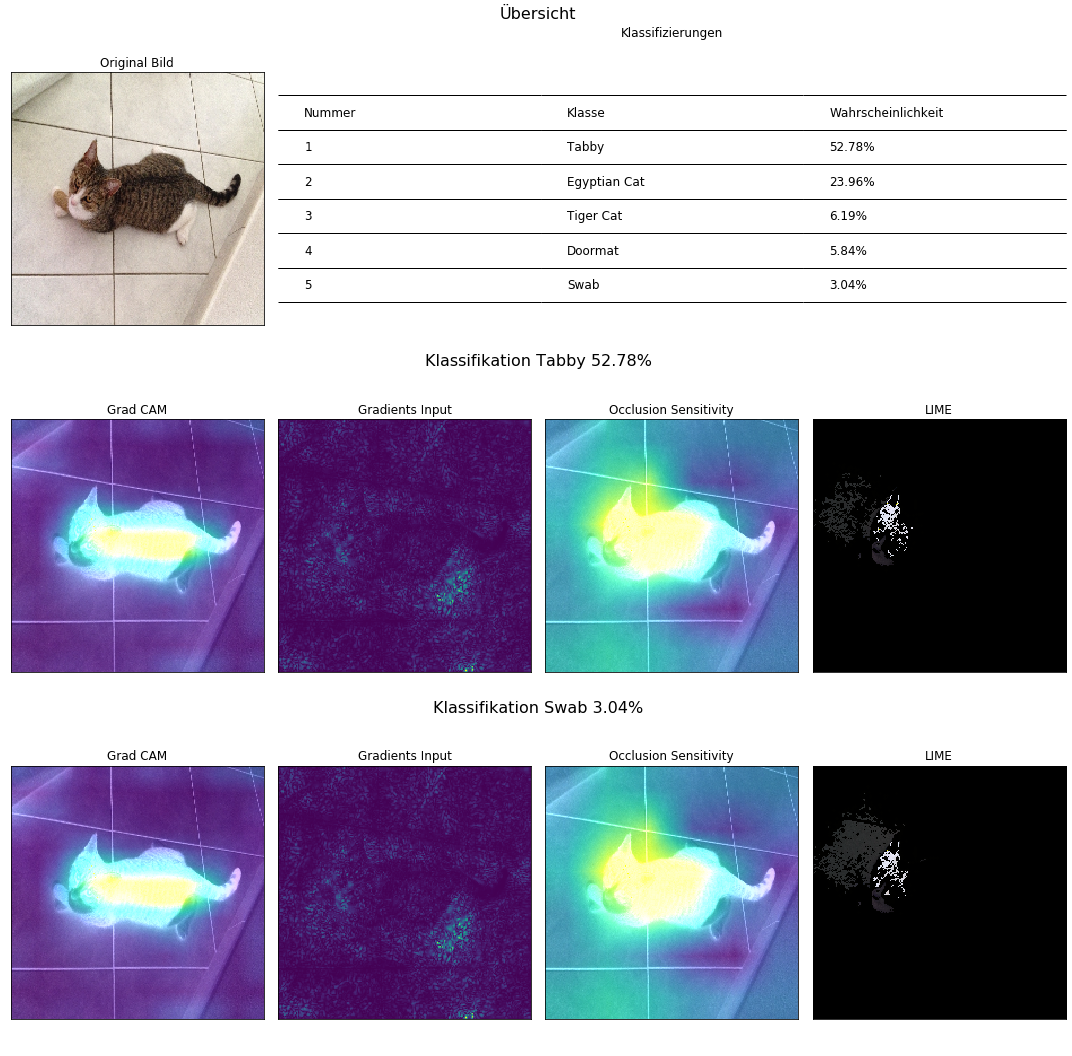 Übersicht
Klassifizierungen
Original Bild
Nummer Klasse Wahrscheinlichkeit
1 Tabby 52.78%
2 Egyptian Cat 23.96%
3 Tiger Cat 6.19%
4 Doormat 5.84%
5 Swab 3.04%
Klassifikation Tabby 52.78%
Grad CAM Gradients Input Occlusion Sensitivity LIME
Klassifikation Swab 3.04%
Grad CAM Gradients Input Occlusion Sensitivity LIME